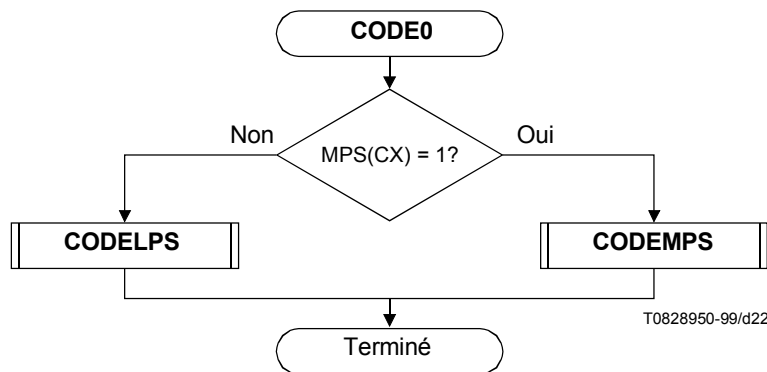 CODE0
Non
Oui
MPS(CX) = 1?
CODELPS
CODEMPS
T0828950-99/d22
Terminé